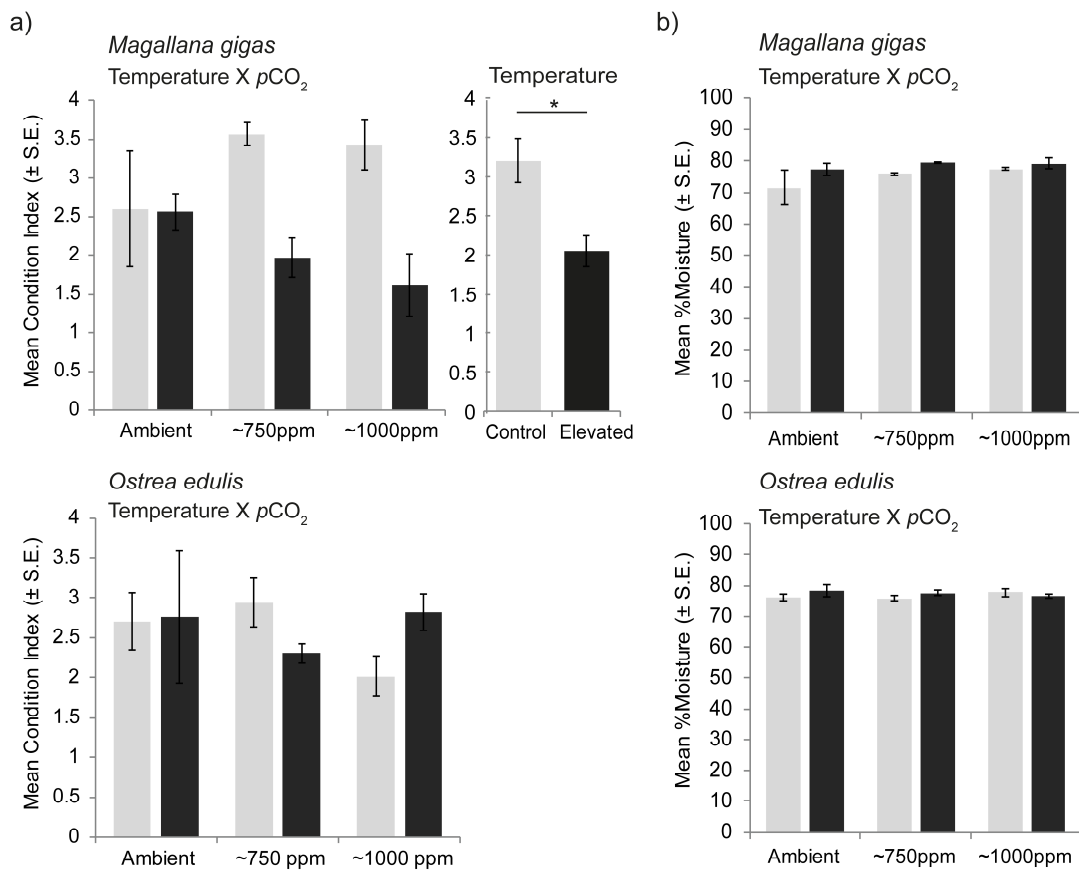 a)
Magallana gigas
Temperature X pCO₂
Mean Condition Index (± S.E.)
4
3.5
3
2.5
2
1.5
1
0.5
0
Ambient
~750ppm
~1000ppm
Temperature
*
4
3.5
3
2.5
2
1.5
1
0.5
0
Control
Elevated
b)
Magallana gigas
Temperature X pCO₂
Mean %Moisture (± S.E.)
100
90
80
70
60
50
40
30
20
10
0
Ambient
~750ppm
~1000ppm
Ostrea edulis
Temperature X pCO₂
Mean Condition Index (± S.E.)
4
3.5
3
2.5
2
1.5
1
0.5
0
Ambient
~750 ppm
~1000 ppm
Ostrea edulis
Temperature X pCO₂
Mean %Moisture (± S.E.)
100
90
80
70
60
50
40
30
20
10
0
Ambient
~750ppm
~1000ppm